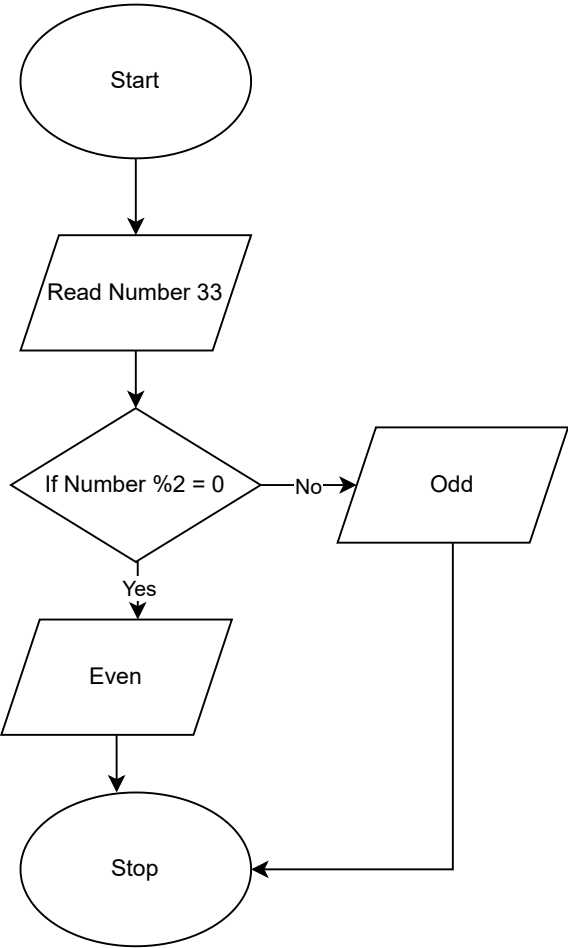 Start
Read Number 33
If Number %2 = 0
No
Odd
Yes
Even
Stop